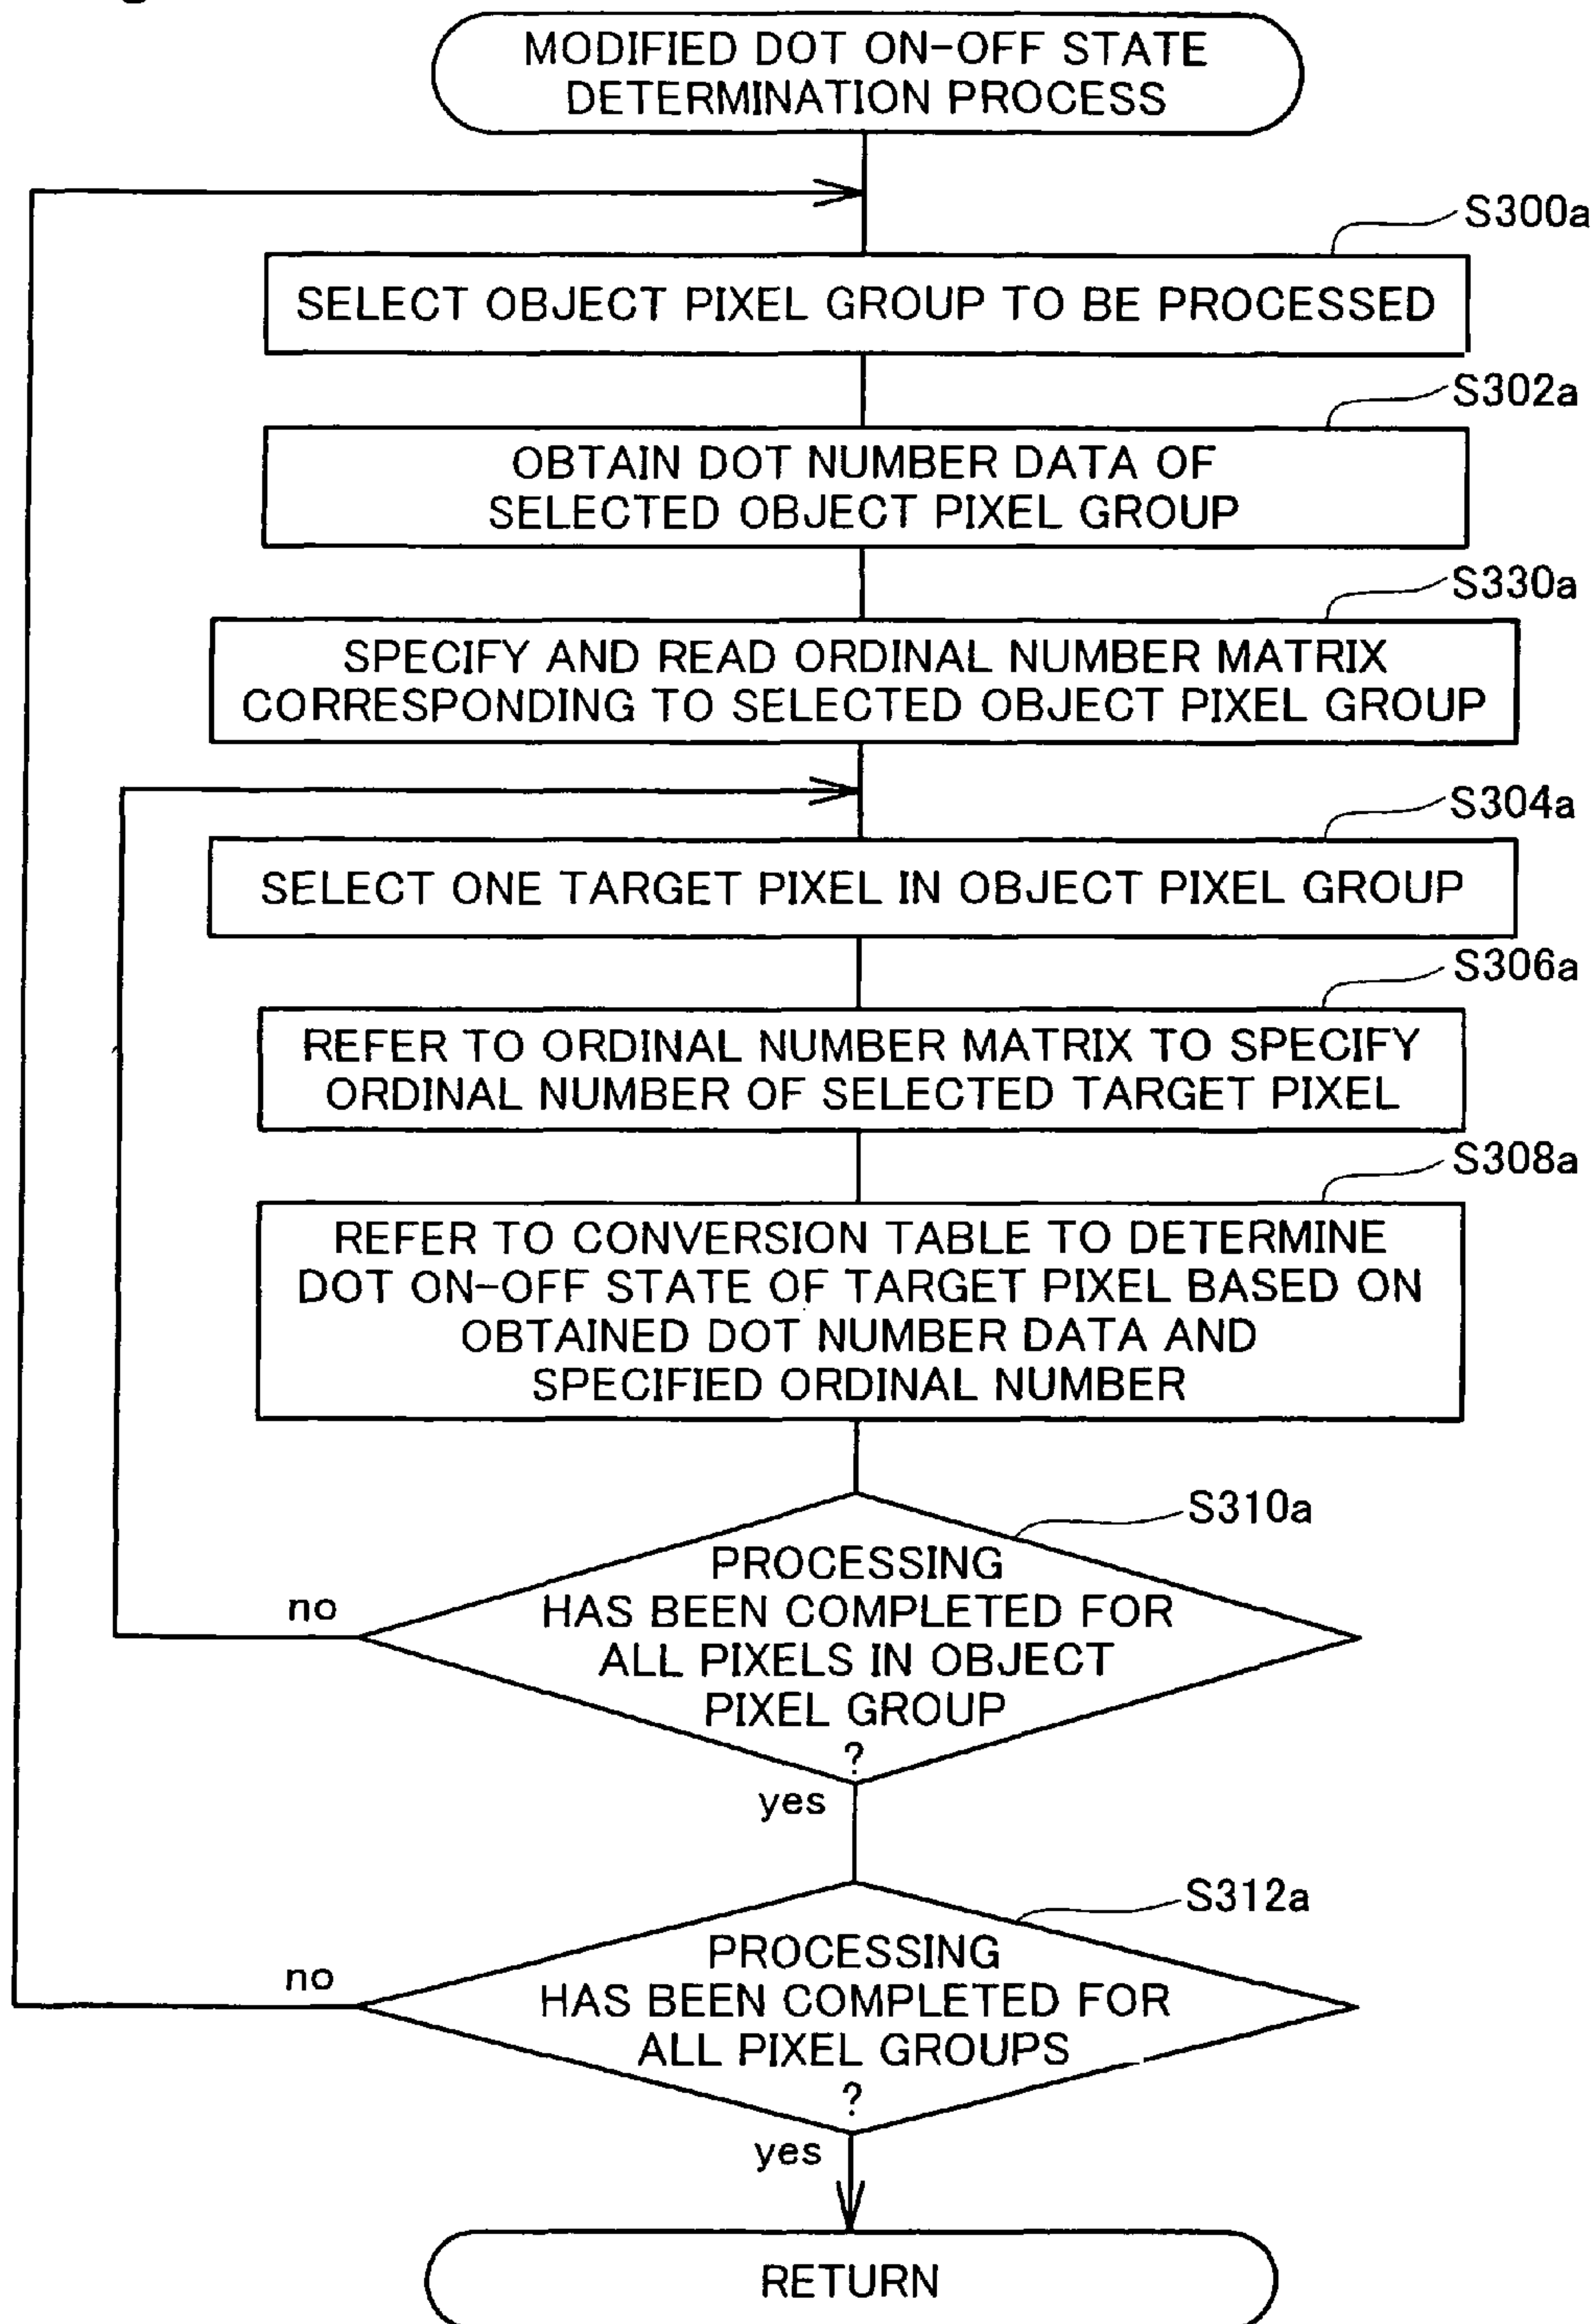 MODIFIED DOT ON-OFF STATE
DETERMINATION PROCESS
S300a
SELECT OBJECT PIXEL GROUP TO BE PROCESSED
S302a
OBTAIN DOT NUMBER DATA OF
SELECTED OBJECT PIXEL GROUP
S330a
SPECIFY AND READ ORDINAL NUMBER MATRIX
CORRESPONDING TO SELECTED OBJECT PIXEL GROUP
S304a
SELECT ONE TARGET PIXEL IN OBJECT PIXEL GROUP
S306a
REFER TO ORDINAL NUMBER MATRIX TO SPECIFY
ORDINAL NUMBER OF SELECTED TARGET PIXEL
S308a
REFER TO CONVERSION TABLE TO DETERMINE
DOT ON-OFF STATE OF TARGET PIXEL BASED ON
OBTAINED DOT NUMBER DATA AND
SPECIFIED ORDINAL NUMBER
S310a
PROCESSING
HAS BEEN COMPLETED FOR
ALL PIXELS IN OBJECT
PIXEL GROUP
?
no
yes
S312a
PROCESSING
HAS BEEN COMPLETED FOR
ALL PIXEL GROUPS
?
no
yes
RETURN